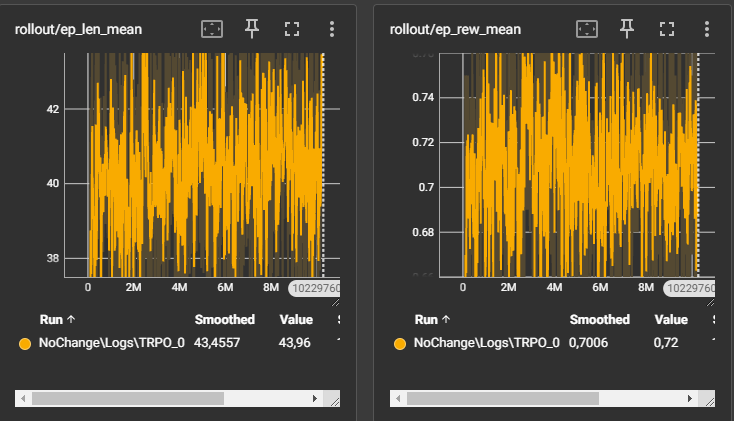 rollout/ep_len_mean
42
40
38
0 2M 4M 6M 8M 10229760
Run ↑ Smoothed Value
NoChange\Logs\TRPO_0 43,4557 43,96
rollout/ep_rew_mean
0.74
0.72
0.7
0.68
0 2M 4M 6M 8M 10229760
Run ↑ Smoothed Value
NoChange\Logs\TRPO_0 0,7006 0,72